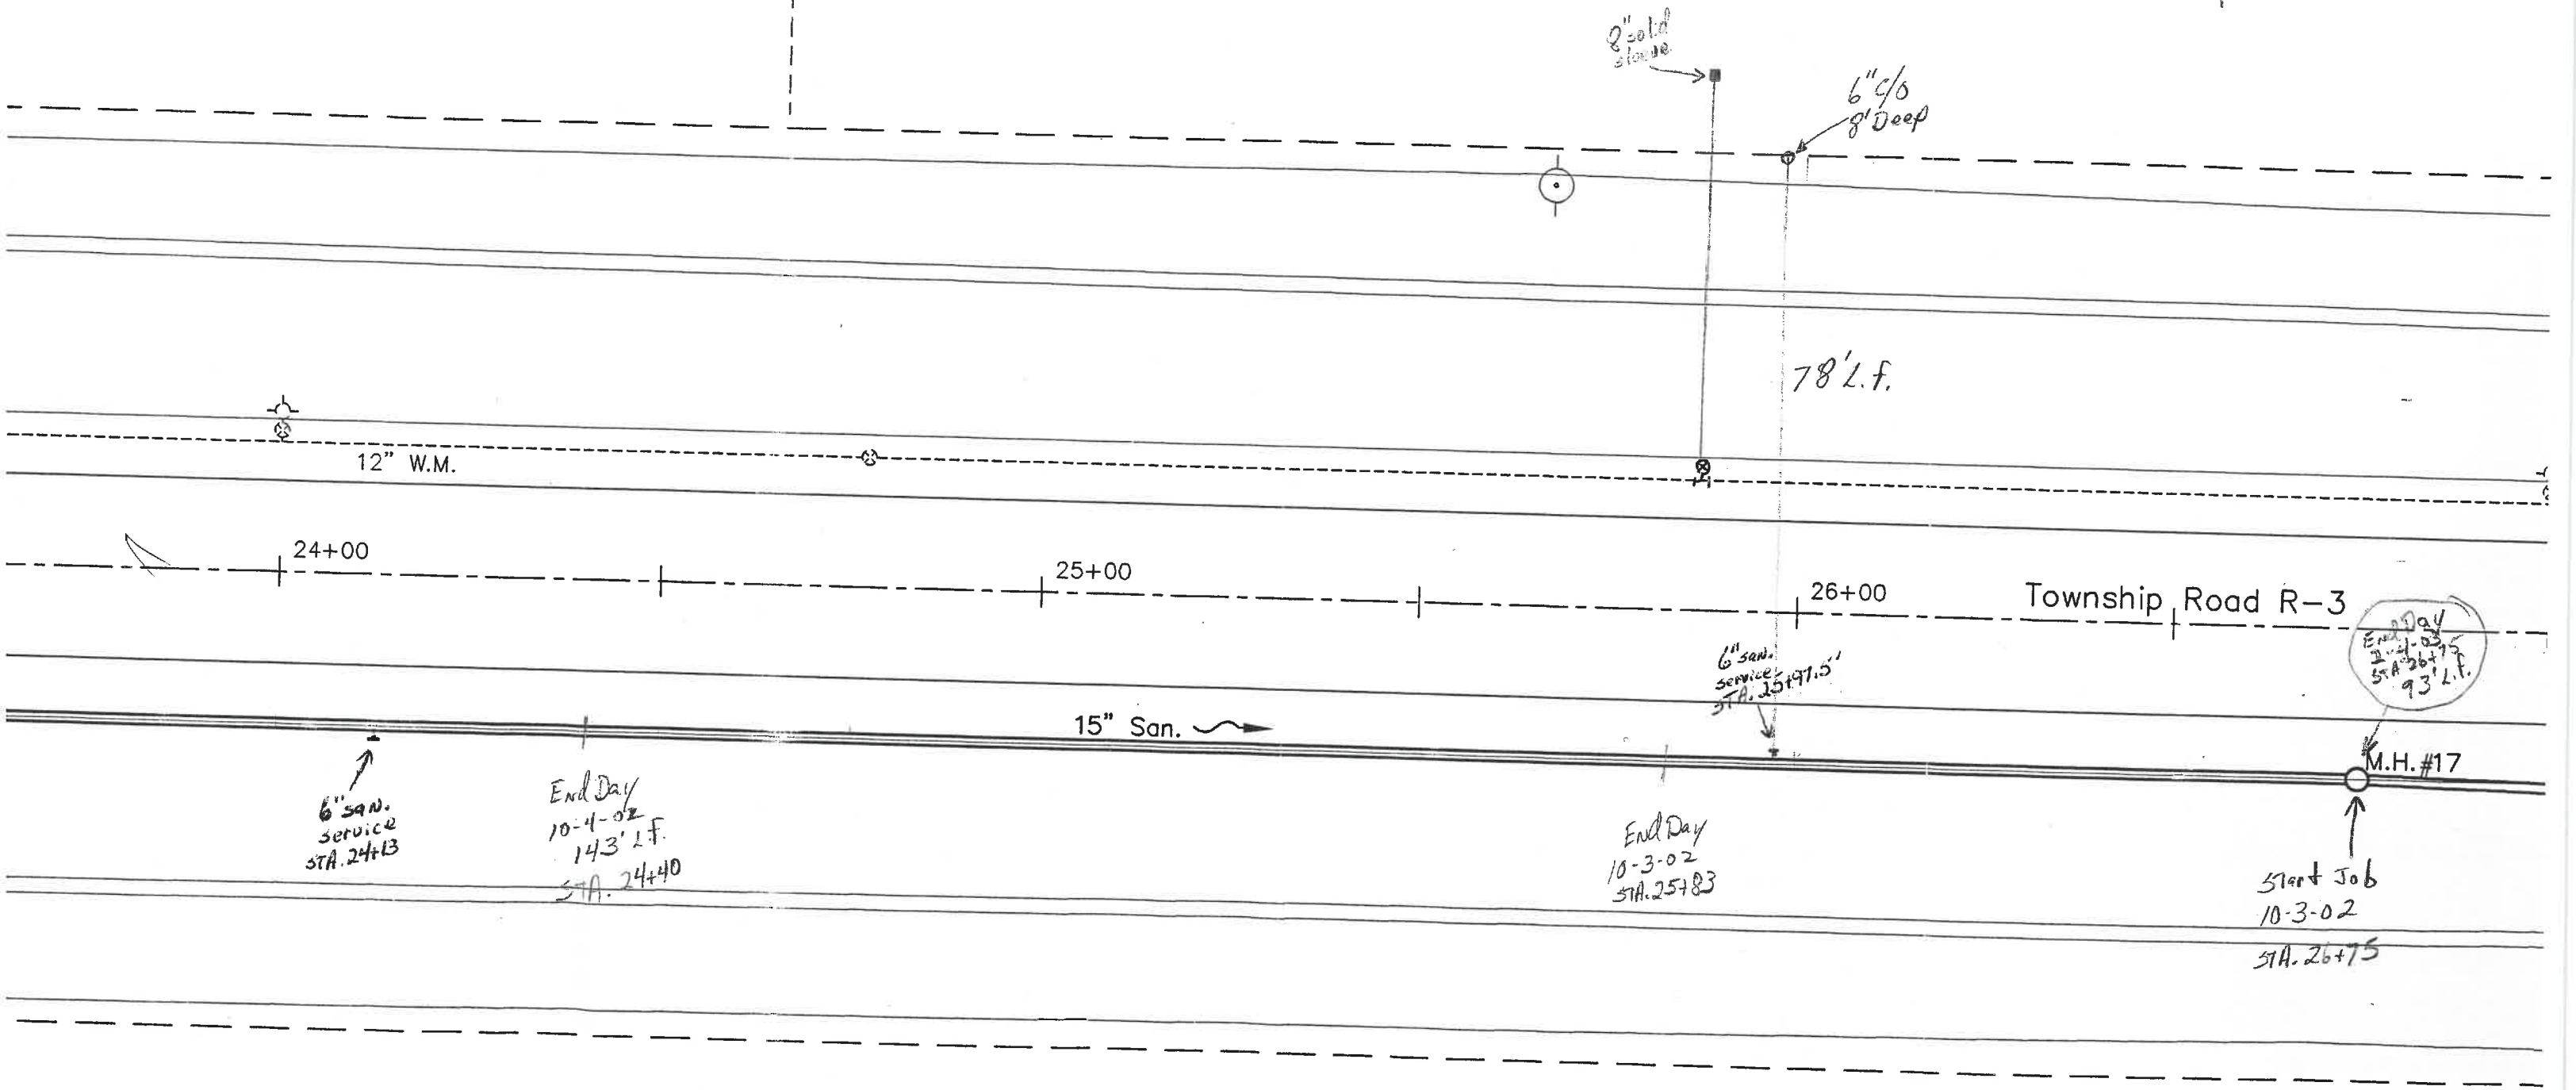 8" solid
sleeve
6" c/o
8' Deep
78' L.f.
12" W.M.
24+00
25+00
26+00
Township Road R-3
End Day
STA 26+75
93' L.f.
6" san.
service
STA. 25+97.5'
15" San.
M.H. #17
6" san.
service
STA. 24+13
End Day
10-4-02
143' L.f.
STA. 24+40
End Day
10-3-02
STA. 25+83
Start Job
10-3-02
STA. 26+75